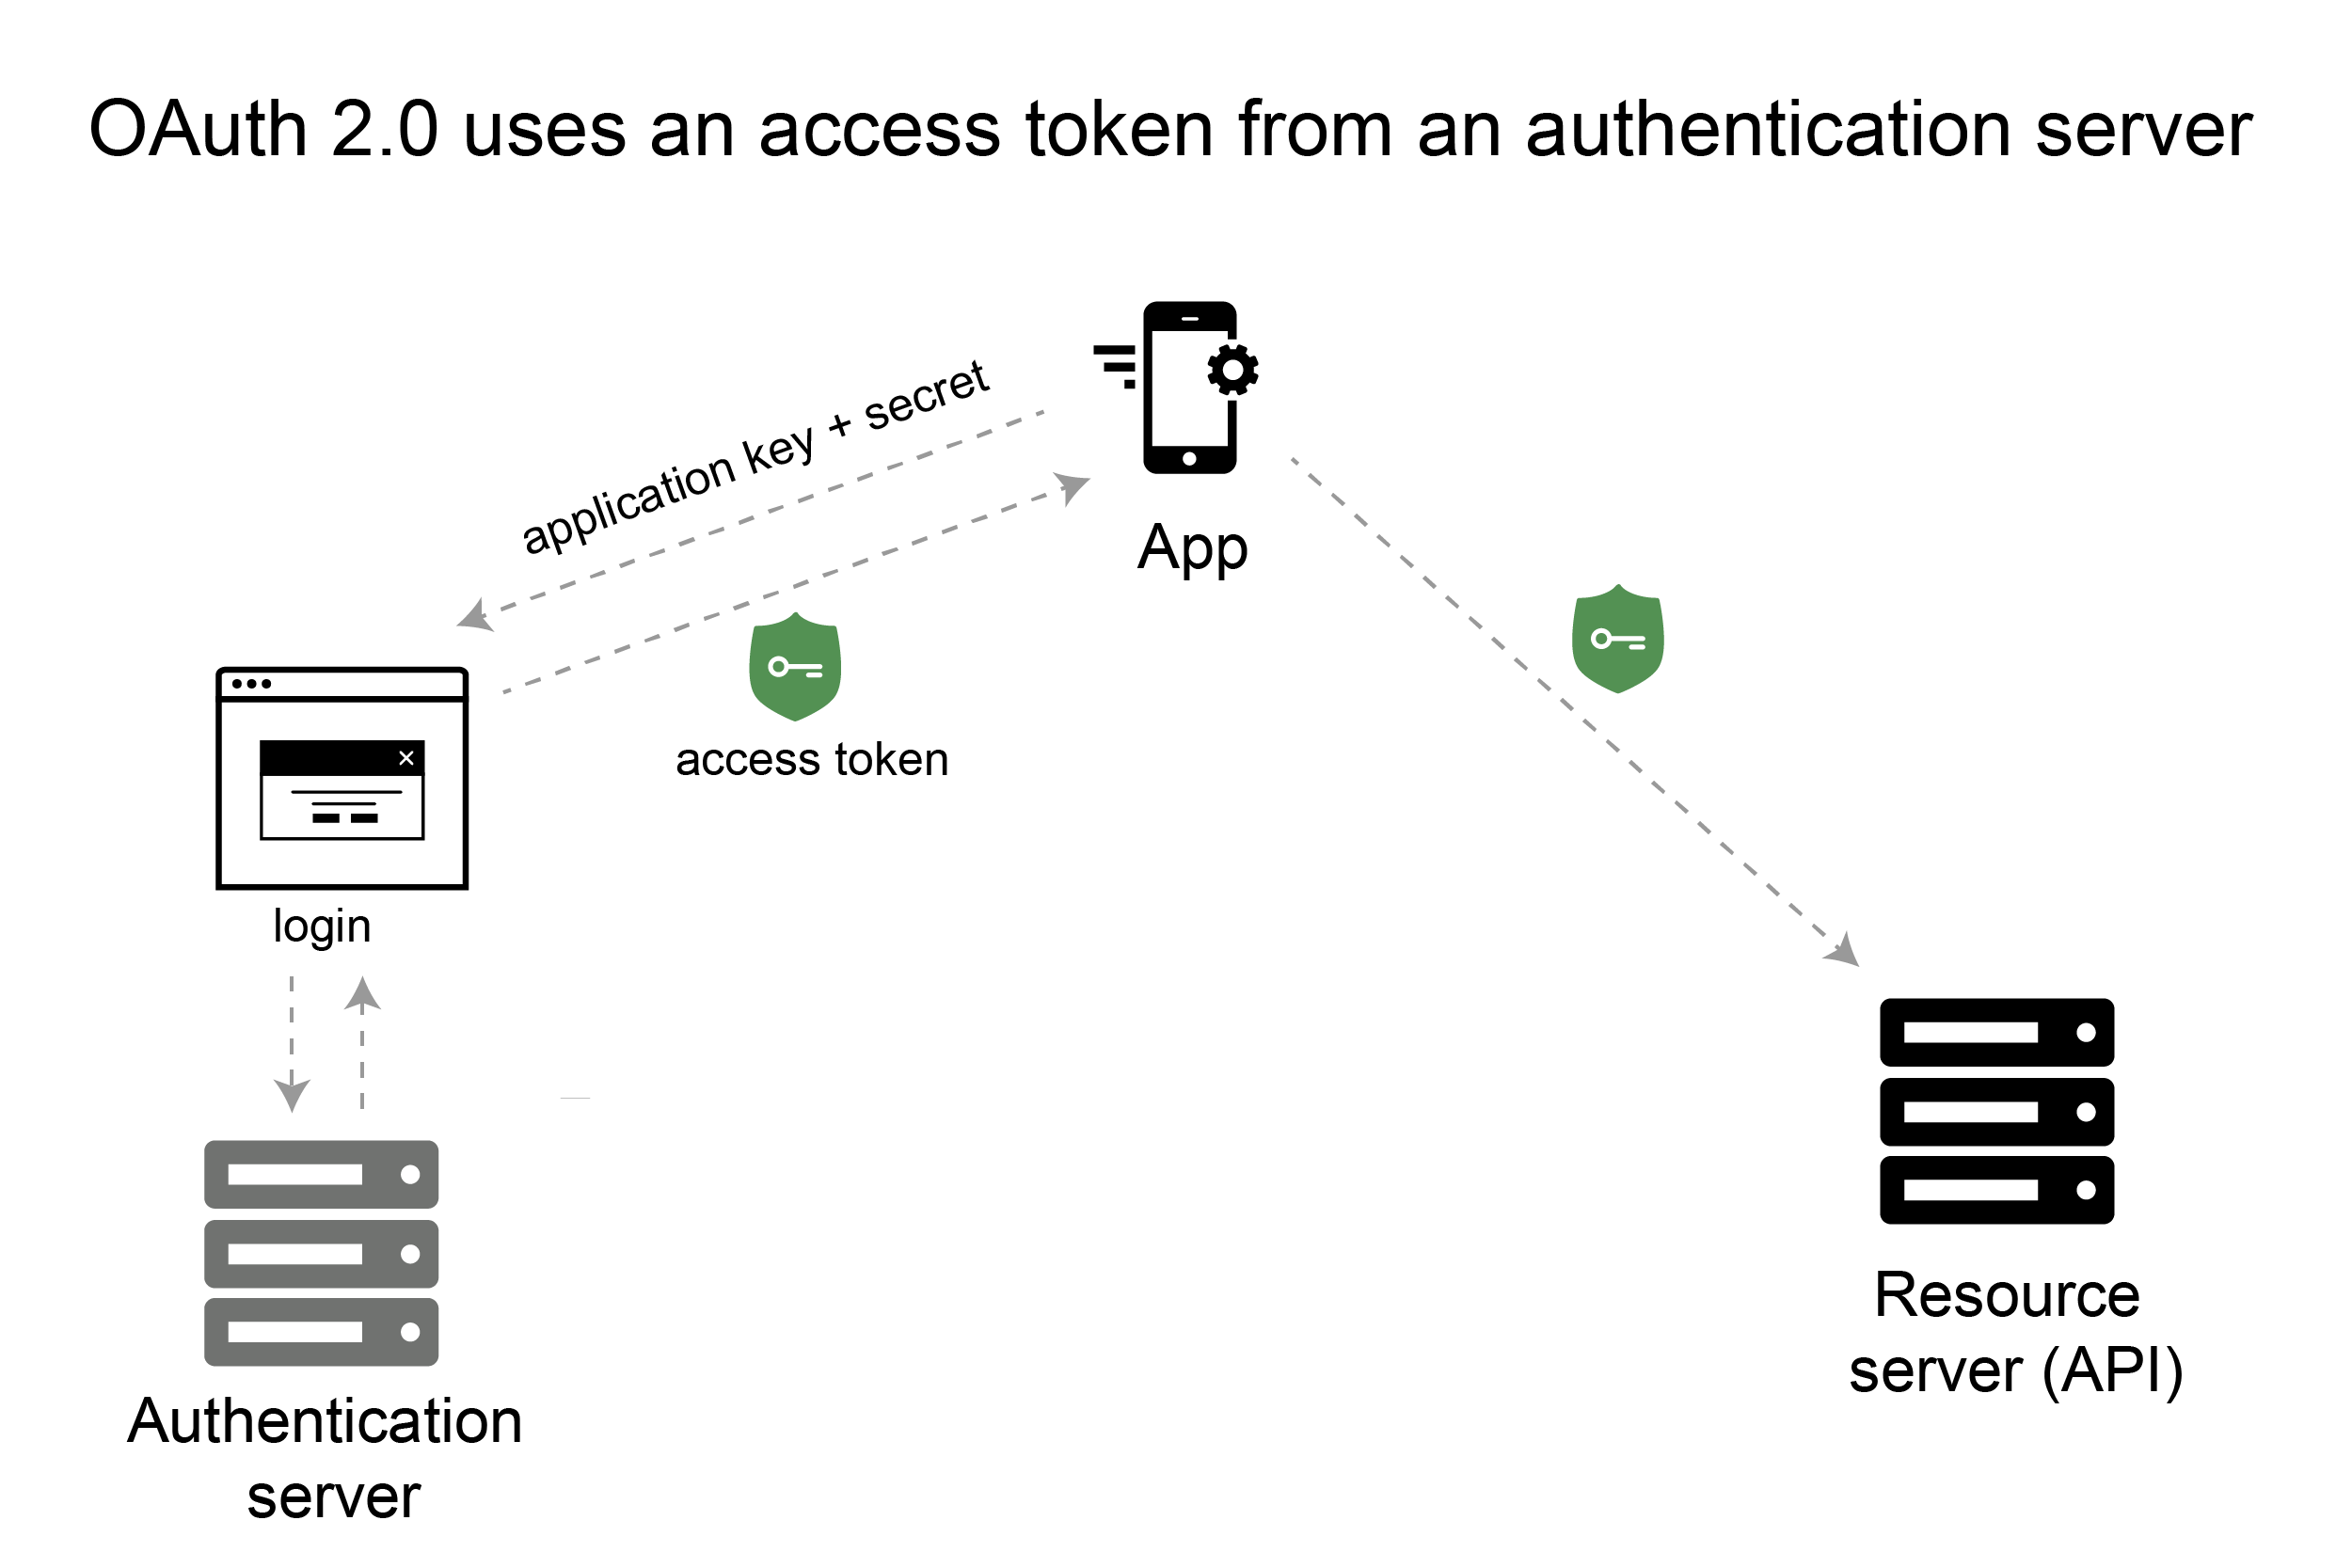 OAuth 2.0 uses an access token from an authentication server
application key + secret
App
access token
login
Authentication
server
Resource
server (API)